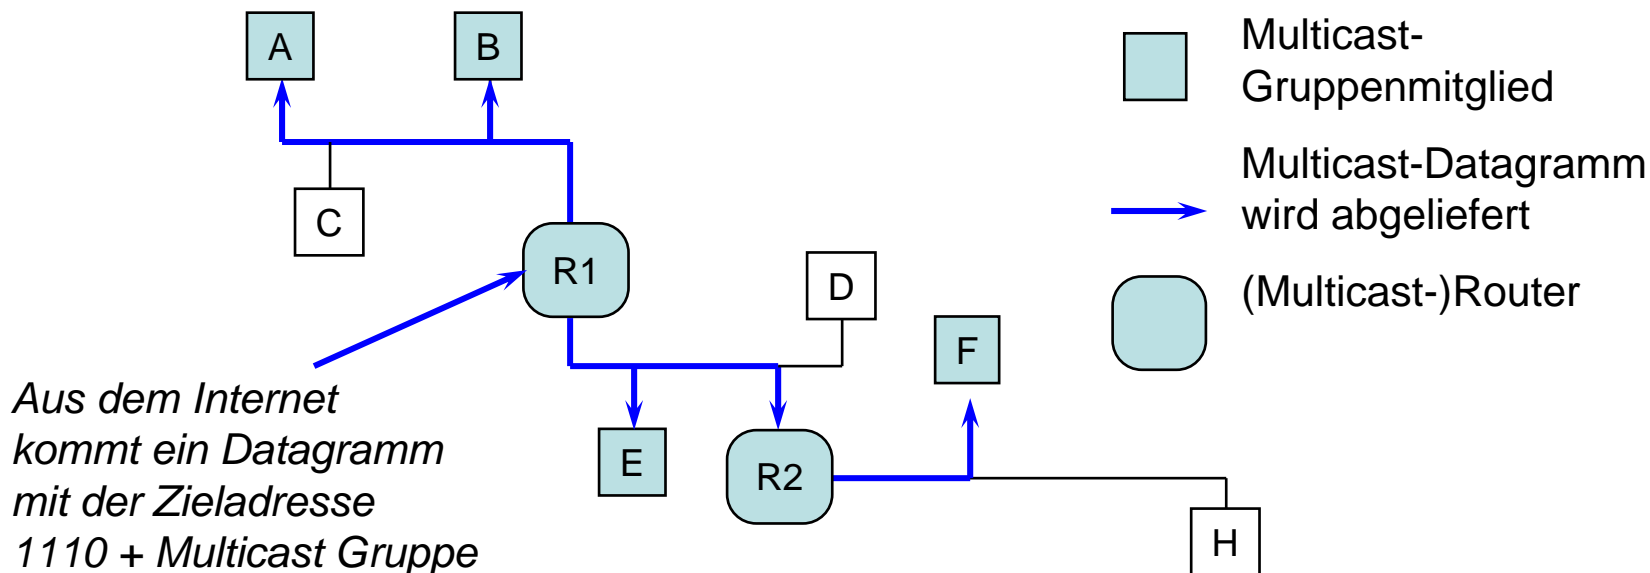 A
B
C
R1
D
E
R2
F
H
Aus dem Internet
kommt ein Datagramm
mit der Zieladresse
1110 + Multicast Gruppe
Multicast-
Gruppenmitglied
Multicast-Datagramm
wird abgeliefert
(Multicast-)Router